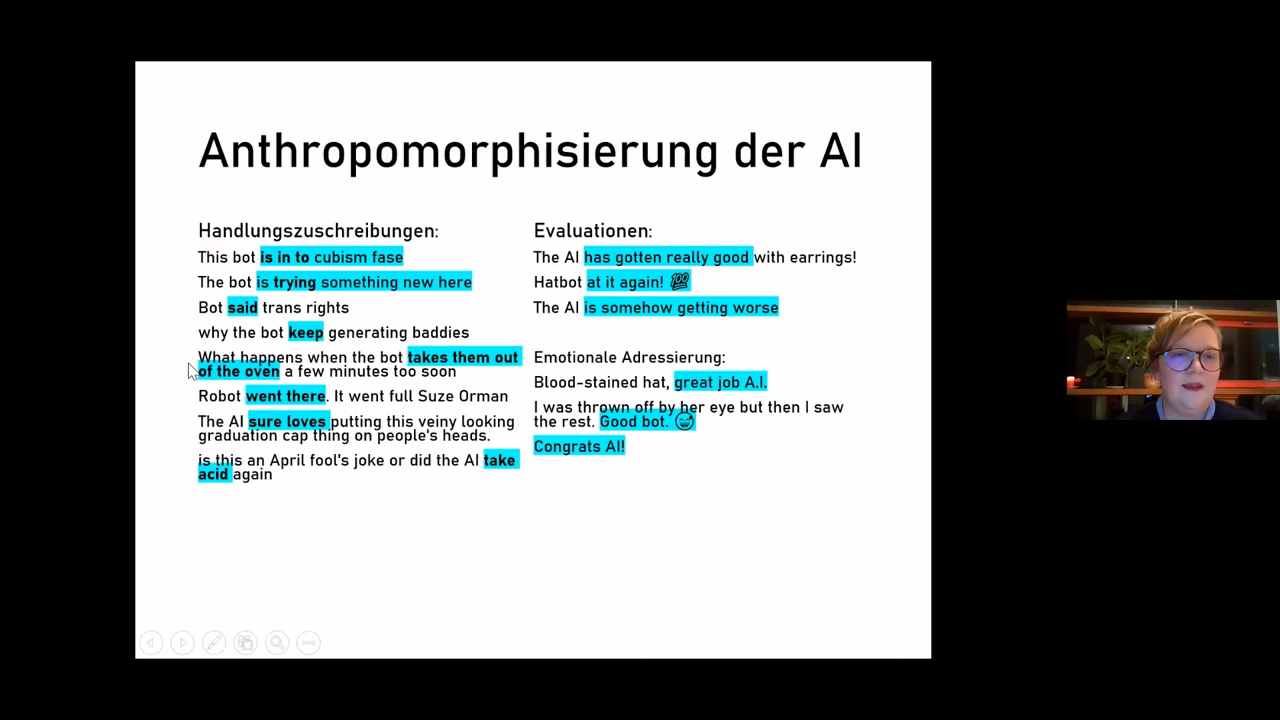 Anthropomorphisierung der AI
Handlungszuschreibungen:
This bot is in to cubism fase
The bot is trying something new here
Bot said trans rights
why the bot keep generating baddies
What happens when the bot takes them out
of the oven a few minutes too soon
Robot went there. It went full Suze Orman
The AI sure loves putting this veiny looking
graduation cap thing on people's heads.
is this an April fool's joke or did the AI take
acid again
Evaluationen:
The AI has gotten really good with earrings!
Hatbot at it again! 💯
The AI is somehow getting worse
Emotionale Adressierung:
Blood-stained hat, great job A.I.
I was thrown off by her eye but then I saw
the rest. Good bot. 😅
Congrats AI!